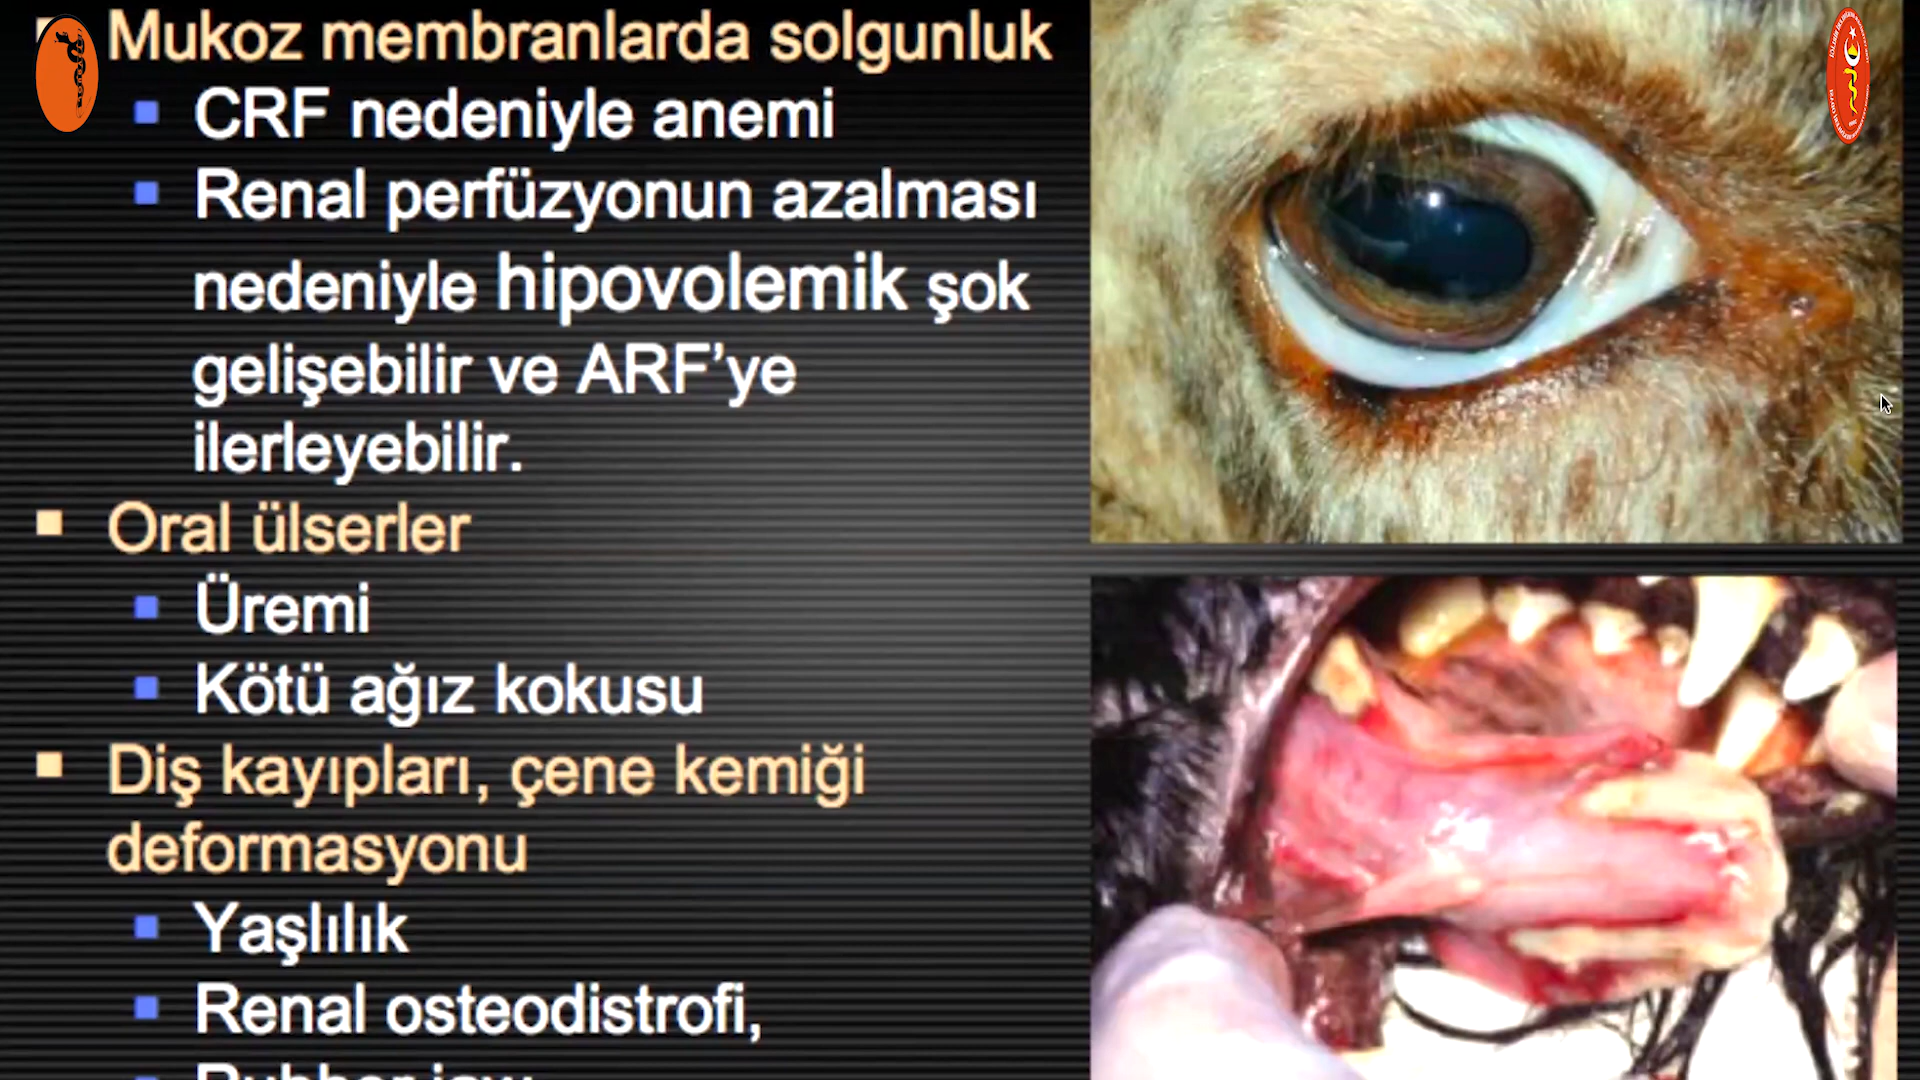 Mukoz membranlarda solgunluk
CRF nedeniyle anemi
Renal perfüzyonun azalması
nedeniyle hipovolemik şok
gelişebilir ve ARF’ye
ilerleyebilir.
Oral ülserler
Üremi
Kötü ağız kokusu
Diş kayıpları, çene kemiği
deformasyonu
Yaşlılık
Renal osteodistrofi,